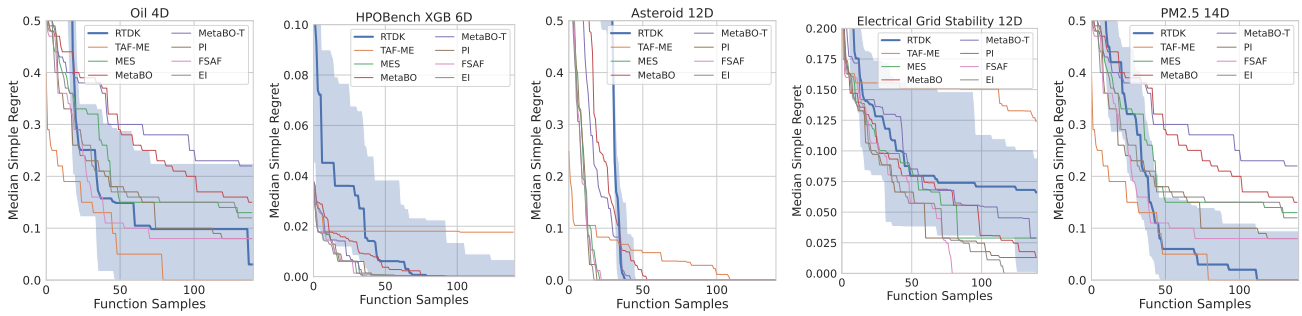 Oil 4D
Median Simple Regret
0.5
0.4
0.3
0.2
0.1
0.0
RTDK
TAF-ME
MES
MetaBO
MetaBO-T
PI
FSAF
EI
0
50
100
Function Samples
HPOBench XGB 6D
Median Simple Regret
0.10
0.08
0.06
0.04
0.02
0.00
RTDK
TAF-ME
MES
MetaBO
MetaBO-T
PI
FSAF
EI
0
50
100
Function Samples
Asteroid 12D
Median Simple Regret
0.5
0.4
0.3
0.2
0.1
0.0
RTDK
TAF-ME
MES
MetaBO
MetaBO-T
PI
FSAF
EI
0
50
100
Function Samples
Electrical Grid Stability 12D
Median Simple Regret
0.200
0.175
0.150
0.125
0.100
0.075
0.050
0.025
0.000
RTDK
TAF-ME
MES
MetaBO
MetaBO-T
PI
FSAF
EI
0
50
100
Function Samples
PM2.5 14D
Median Simple Regret
0.5
0.4
0.3
0.2
0.1
0.0
RTDK
TAF-ME
MES
MetaBO
MetaBO-T
PI
FSAF
EI
0
50
100
Function Samples